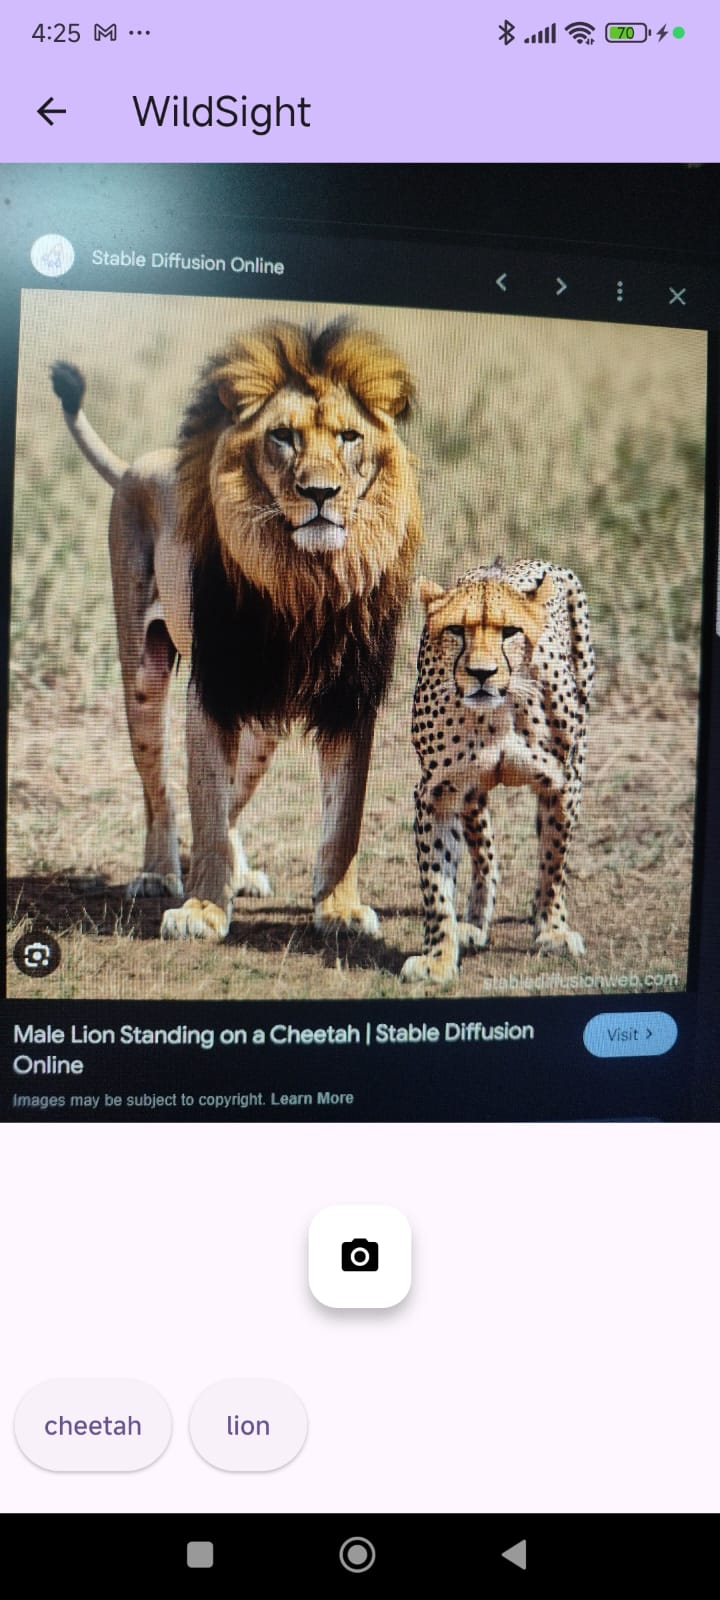 4:25
70
WildSight
Stable Diffusion Online
stablediffusionweb.com
Male Lion Standing on a Cheetah | Stable Diffusion
Online
Visit >
Images may be subject to copyright. Learn More
cheetah
lion